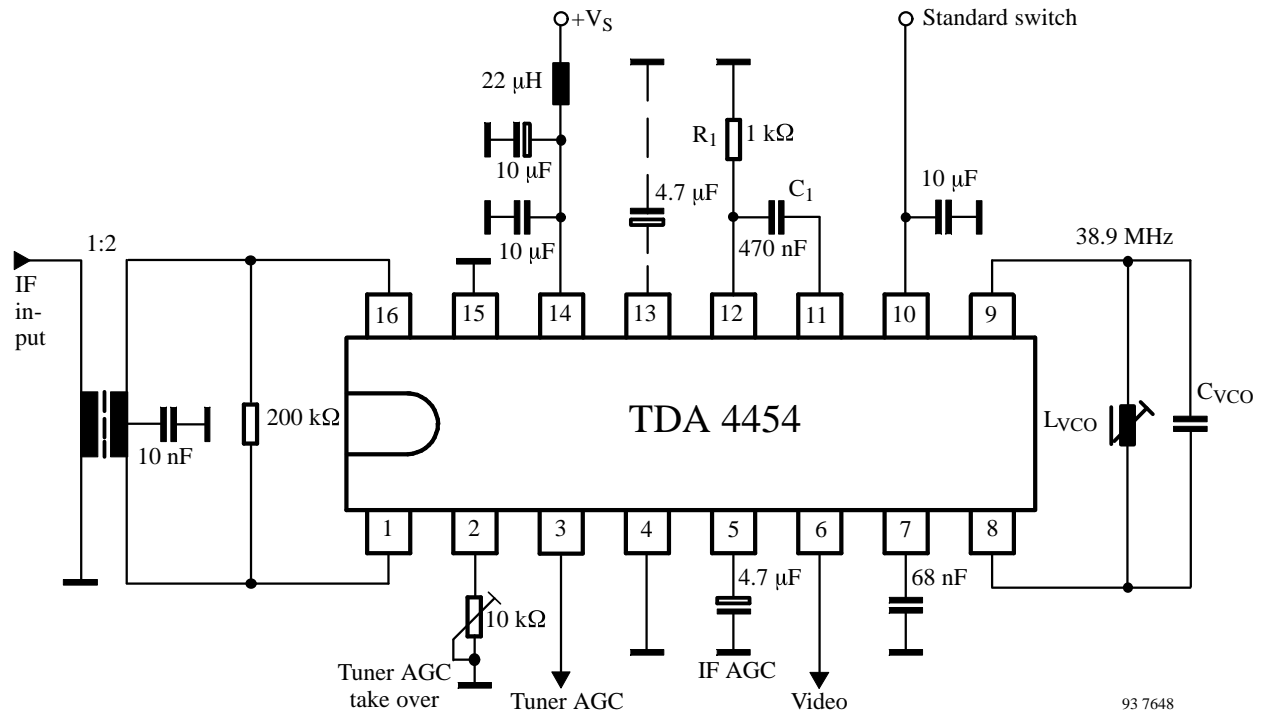 +VS
Standard switch
22 µH
R1
1 kΩ
10 µF
4.7 µF
C1
10 µF
1:2
10 µF
470 nF
38.9 MHz
IF
in-
put
16
15
14
13
12
11
10
9
200 kΩ
TDA 4454
LVCO
CVCO
10 nF
1
2
3
4
5
6
7
8
4.7 µF
68 nF
10 kΩ
Tuner AGC
take over
Tuner AGC
IF AGC
Video
93 7648